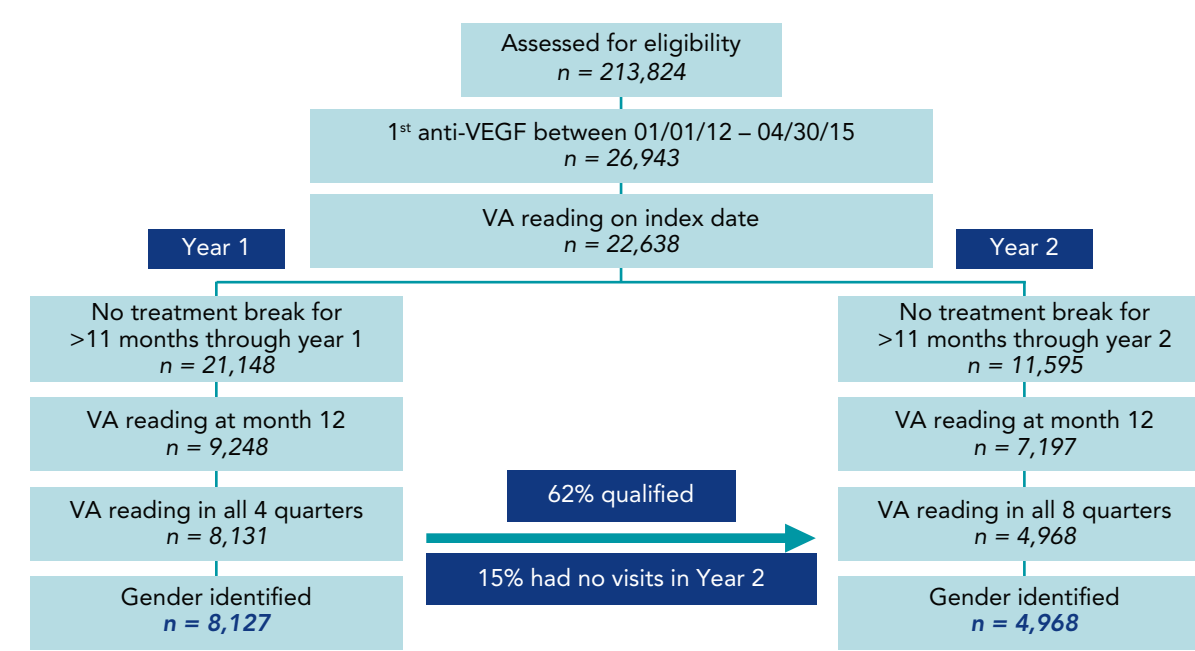 Assessed for eligibility
n = 213,824
1st anti-VEGF between 01/01/12 – 04/30/15
n = 26,943
VA reading on index date
n = 22,638
Year 1
No treatment break for
>11 months through year 1
n = 21,148
VA reading at month 12
n = 9,248
VA reading in all 4 quarters
n = 8,131
Gender identified
n = 8,127
62% qualified
15% had no visits in Year 2
Year 2
No treatment break for
>11 months through year 2
n = 11,595
VA reading at month 12
n = 7,197
VA reading in all 8 quarters
n = 4,968
Gender identified
n = 4,968